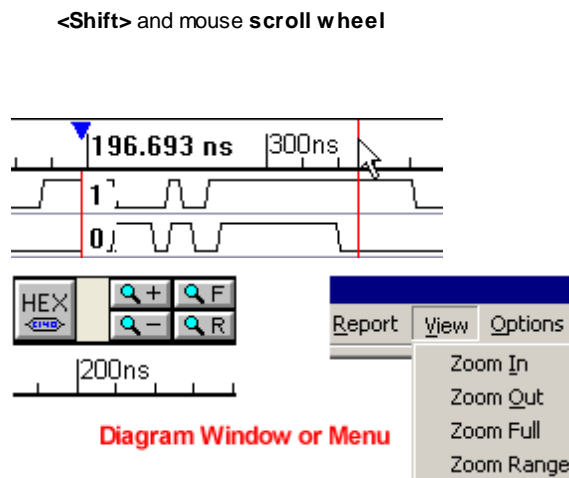 <Shift> and mouse scroll wheel
196.693 ns 300ns
1
0
HEX + F
- R
200ns
Report View Options
Zoom In
Zoom Out
Zoom Full
Zoom Range
Diagram Window or Menu